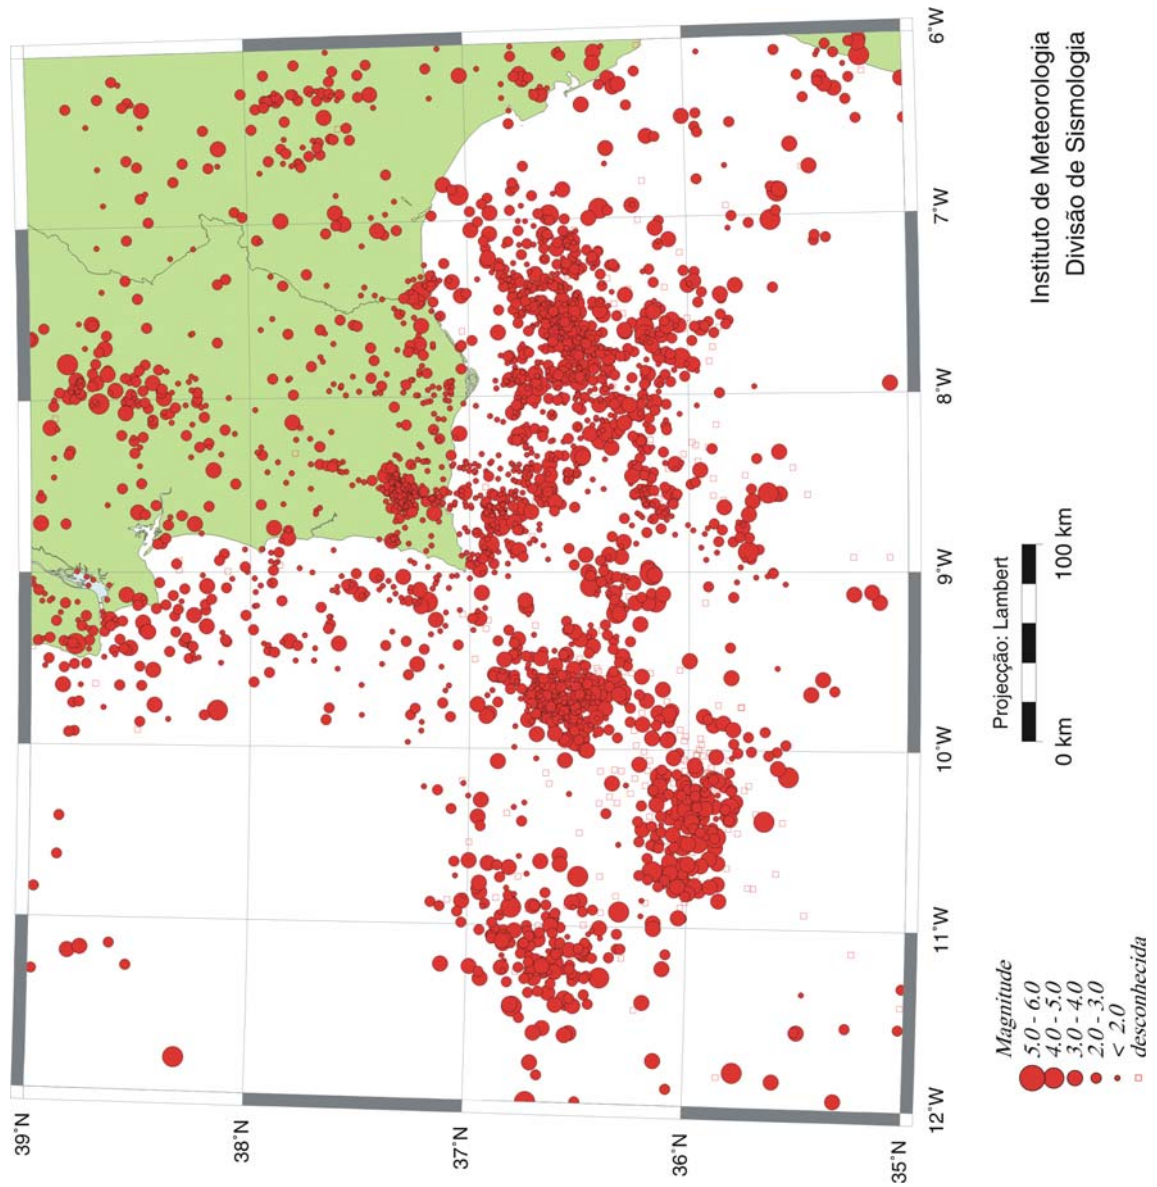 39°N
38°N
37°N
36°N
35°N
12°W
11°W
10°W
9°W
8°W
7°W
6°W
Magnitude
5.0 - 6.0
4.0 - 5.0
3.0 - 4.0
2.0 - 3.0
< 2.0
desconhecida
Projecção: Lambert
0 km 100 km
Instituto de Meteorologia
Divisão de Sismologia